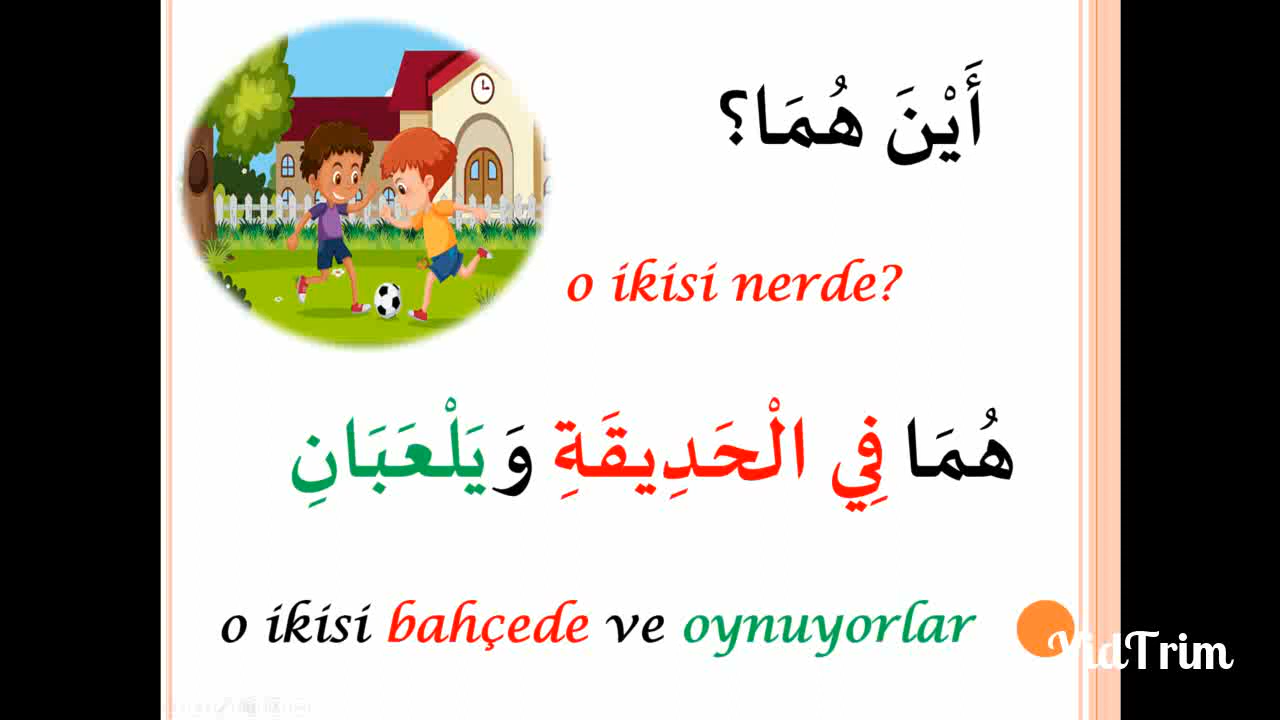 أَيْنَ هُمَا؟
o ikisi nerde?
هُمَا فِي الْحَدِيقَةِ وَيَلْعَبَانِ
o ikisi bahçede ve oynuyorlar
VidTrim